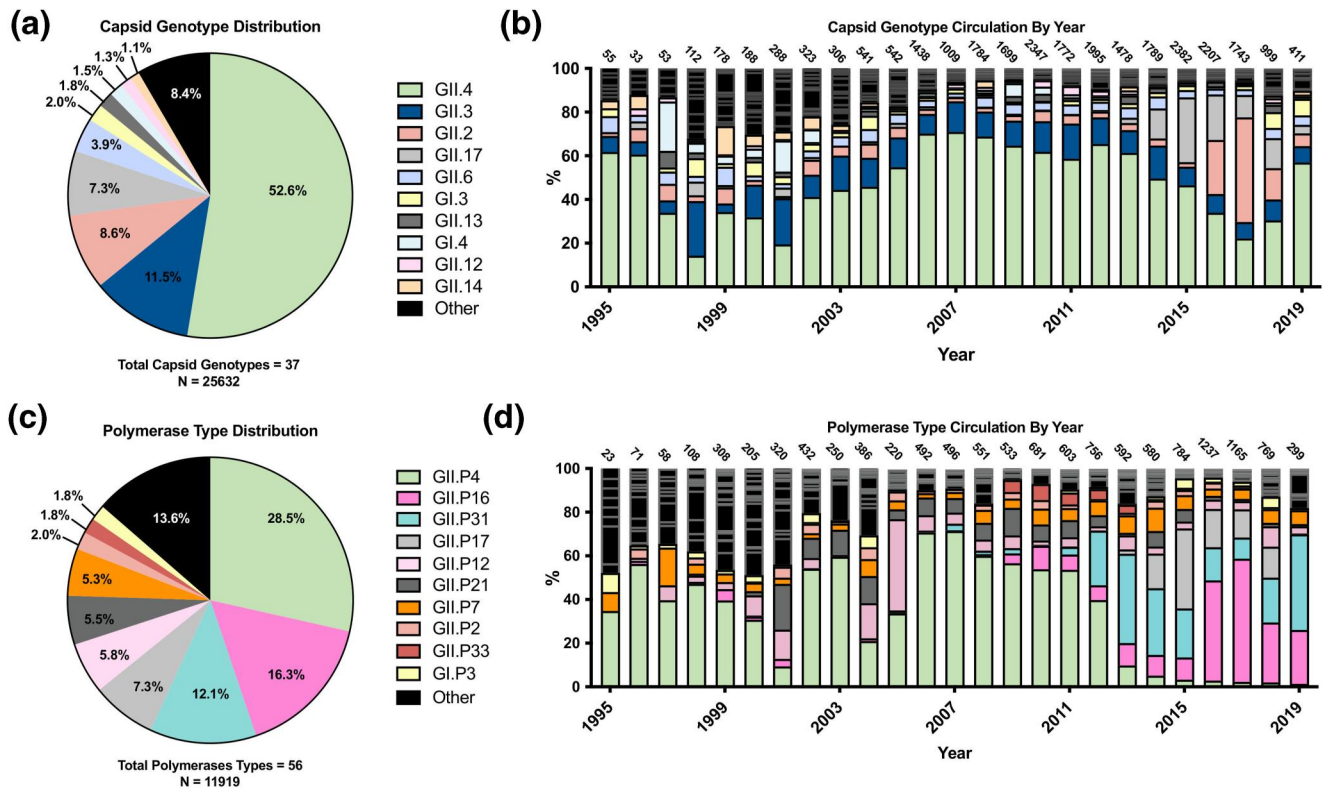 (a)
Capsid Genotype Distribution
1.1%
1.3%
1.5%
1.8%
2.0%
3.9%
7.3%
8.6%
11.5%
52.6%
8.4%
GII.4
GII.3
GII.2
GII.17
GII.6
GI.3
GII.13
GI.4
GII.12
GII.14
Other
Total Capsid Genotypes = 37
N = 25632
(b)
Capsid Genotype Circulation By Year
55 33 53 112 178 188 288 323 306 541 542 1438 1009 1784 1699 2347 1772 1995 1478 1789 2382 2207 1743 999 411
100
80
60
40
20
0
%
1995 1999 2003 2007 2011 2015 2019
Year
(c)
Polymerase Type Distribution
1.8%
1.8%
2.0%
5.3%
5.5%
5.8%
7.3%
12.1%
16.3%
28.5%
13.6%
GII.P4
GII.P16
GII.P31
GII.P17
GII.P12
GII.P21
GII.P7
GII.P2
GII.P33
GI.P3
Other
Total Polymerases Types = 56
N = 11919
(d)
Polymerase Type Circulation By Year
23 71 58 108 308 205 320 432 250 386 220 492 496 551 533 681 603 756 592 580 784 1237 1165 769 299
100
80
60
40
20
0
%
1995 1999 2003 2007 2011 2015 2019
Year